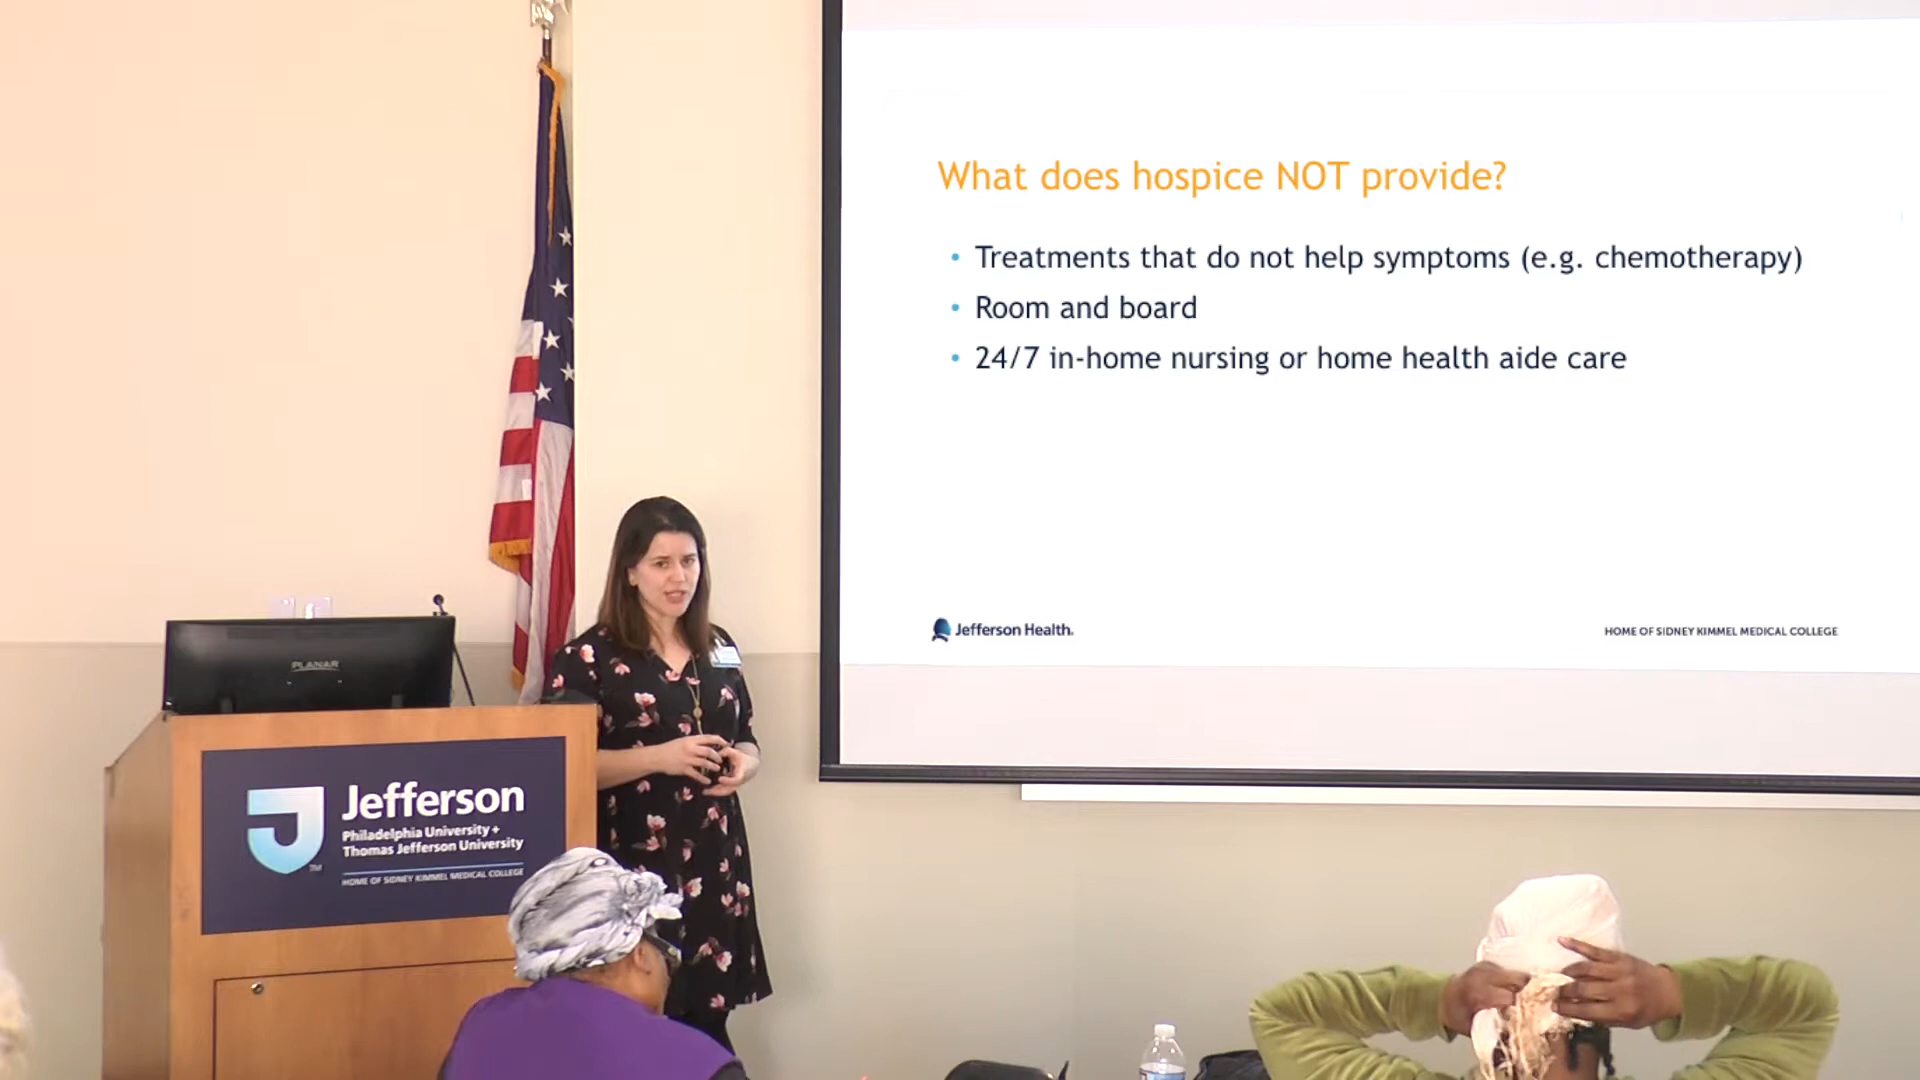 What does hospice NOT provide?
• Treatments that do not help symptoms (e.g. chemotherapy)
• Room and board
• 24/7 in-home nursing or home health aide care
Jefferson Health.
HOME OF SIDNEY KIMMEL MEDICAL COLLEGE
PLANAR
Jefferson
Philadelphia University +
Thomas Jefferson University
TM
HOME OF SIDNEY KIMMEL MEDICAL COLLEGE